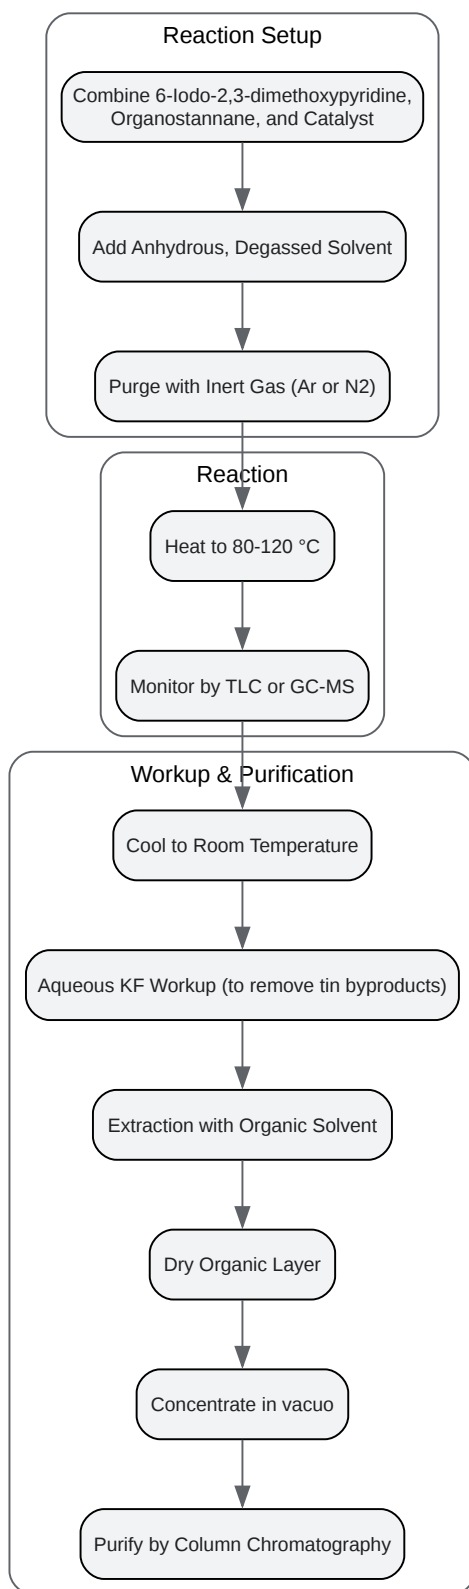 Reaction Setup
Combine 6-Iodo-2,3-dimethoxypyridine,
Organostannane, and Catalyst
Add Anhydrous, Degassed Solvent
Purge with Inert Gas (Ar or N2)
Reaction
Heat to 80-120 °C
Monitor by TLC or GC-MS
Workup & Purification
Cool to Room Temperature
Aqueous KF Workup (to remove tin byproducts)
Extraction with Organic Solvent
Dry Organic Layer
Concentrate in vacuo
Purify by Column Chromatography